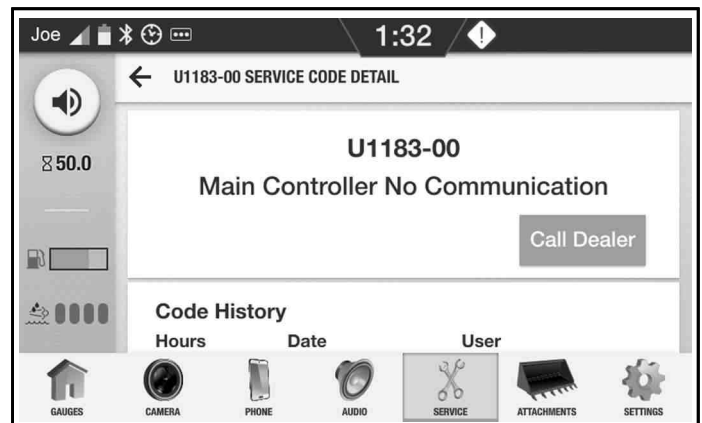 Joe 1:32
U1183-00 SERVICE CODE DETAIL
50.0
U1183-00
Main Controller No Communication
Call Dealer
Code History
Hours Date User
GAUGES CAMERA PHONE AUDIO SERVICE ATTACHMENTS SETTINGS